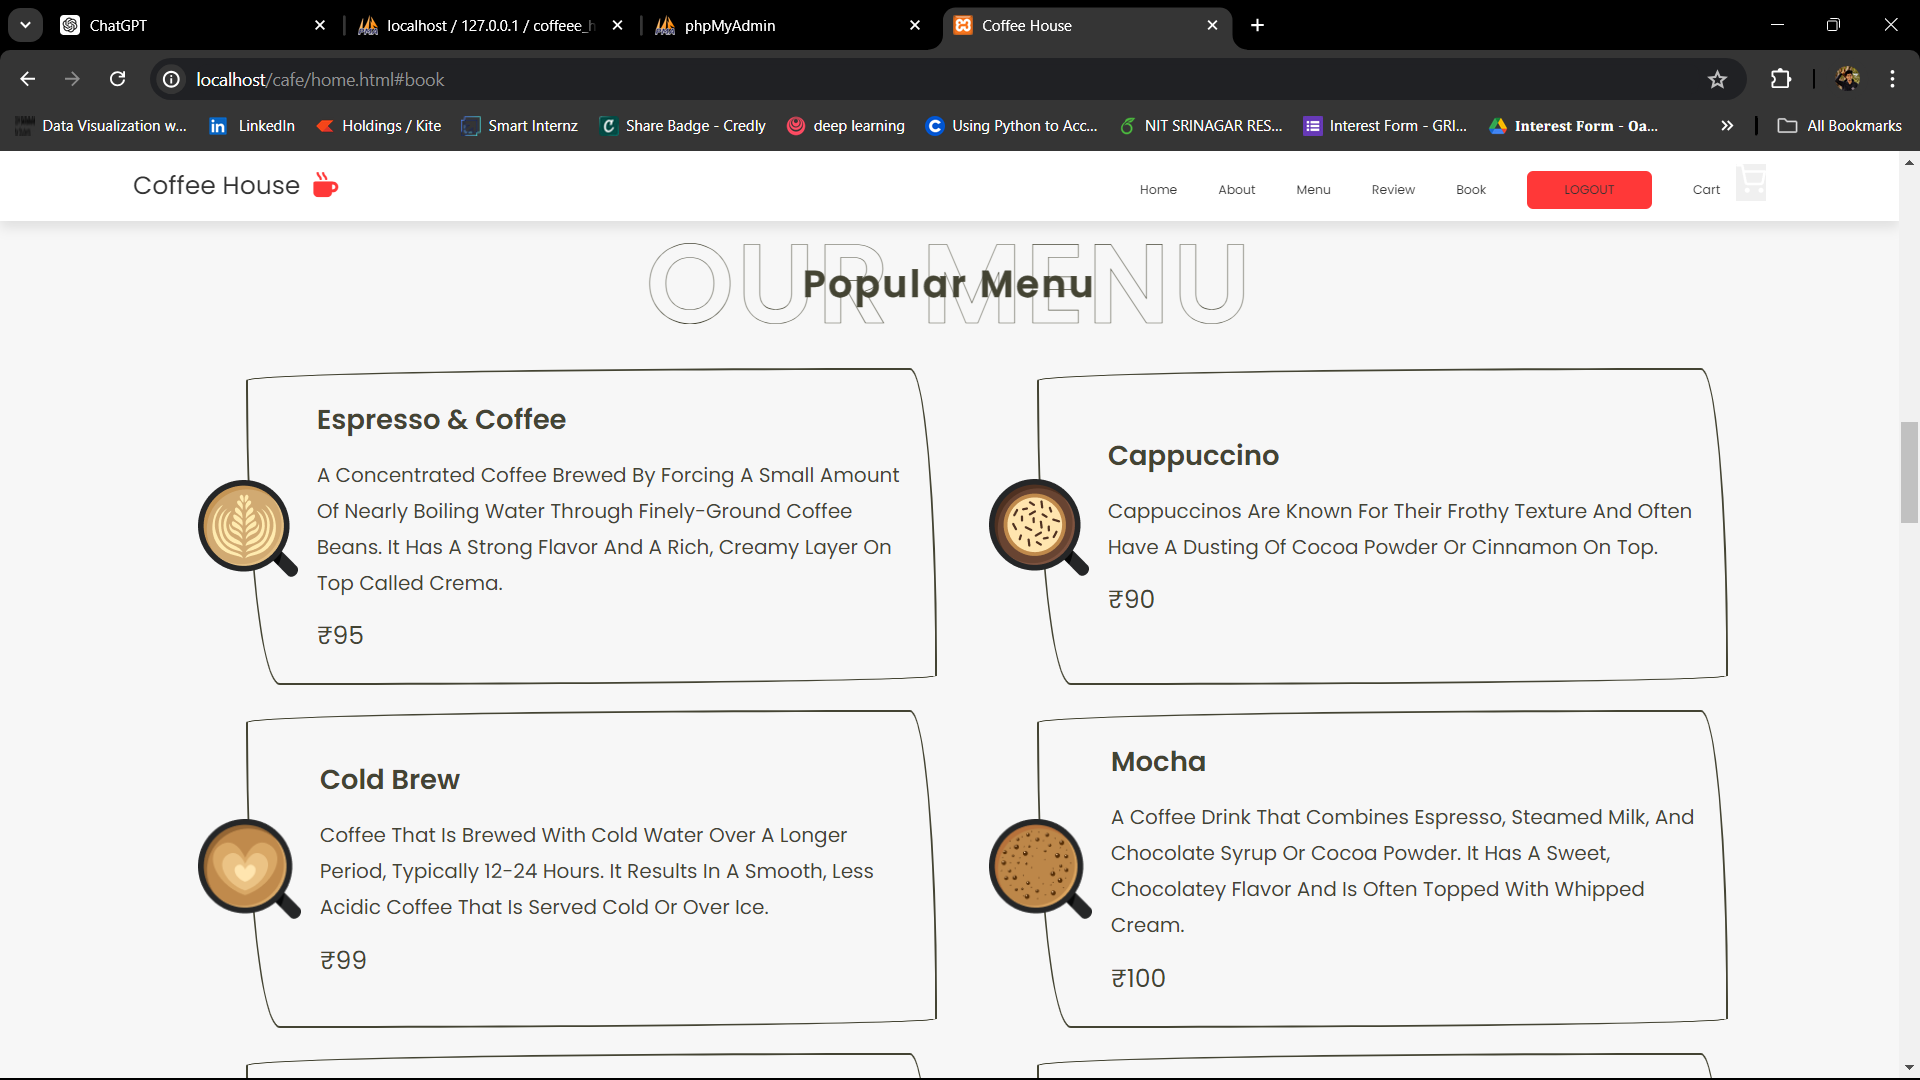 ChatGPT
localhost / 127.0.0.1 / coffeee_h
phpMyAdmin
Coffee House
localhost/cafe/home.html#book
Data Visualization w...
LinkedIn
Holdings / Kite
Smart Internz
Share Badge - Credly
deep learning
Using Python to Acc...
NIT SRINAGAR RES...
Interest Form - GRI...
Interest Form - Oa...
All Bookmarks
Coffee House
Home
About
Menu
Review
Book
LOGOUT
Cart
OUR MENU
Popular Menu
Espresso & Coffee
A Concentrated Coffee Brewed By Forcing A Small Amount
Of Nearly Boiling Water Through Finely-Ground Coffee
Beans. It Has A Strong Flavor And A Rich, Creamy Layer On
Top Called Crema.
₹95
Cappuccino
Cappuccinos Are Known For Their Frothy Texture And Often
Have A Dusting Of Cocoa Powder Or Cinnamon On Top.
₹90
Cold Brew
Coffee That Is Brewed With Cold Water Over A Longer
Period, Typically 12-24 Hours. It Results In A Smooth, Less
Acidic Coffee That Is Served Cold Or Over Ice.
₹99
Mocha
A Coffee Drink That Combines Espresso, Steamed Milk, And
Chocolate Syrup Or Cocoa Powder. It Has A Sweet,
Chocolatey Flavor And Is Often Topped With Whipped
Cream.
₹100